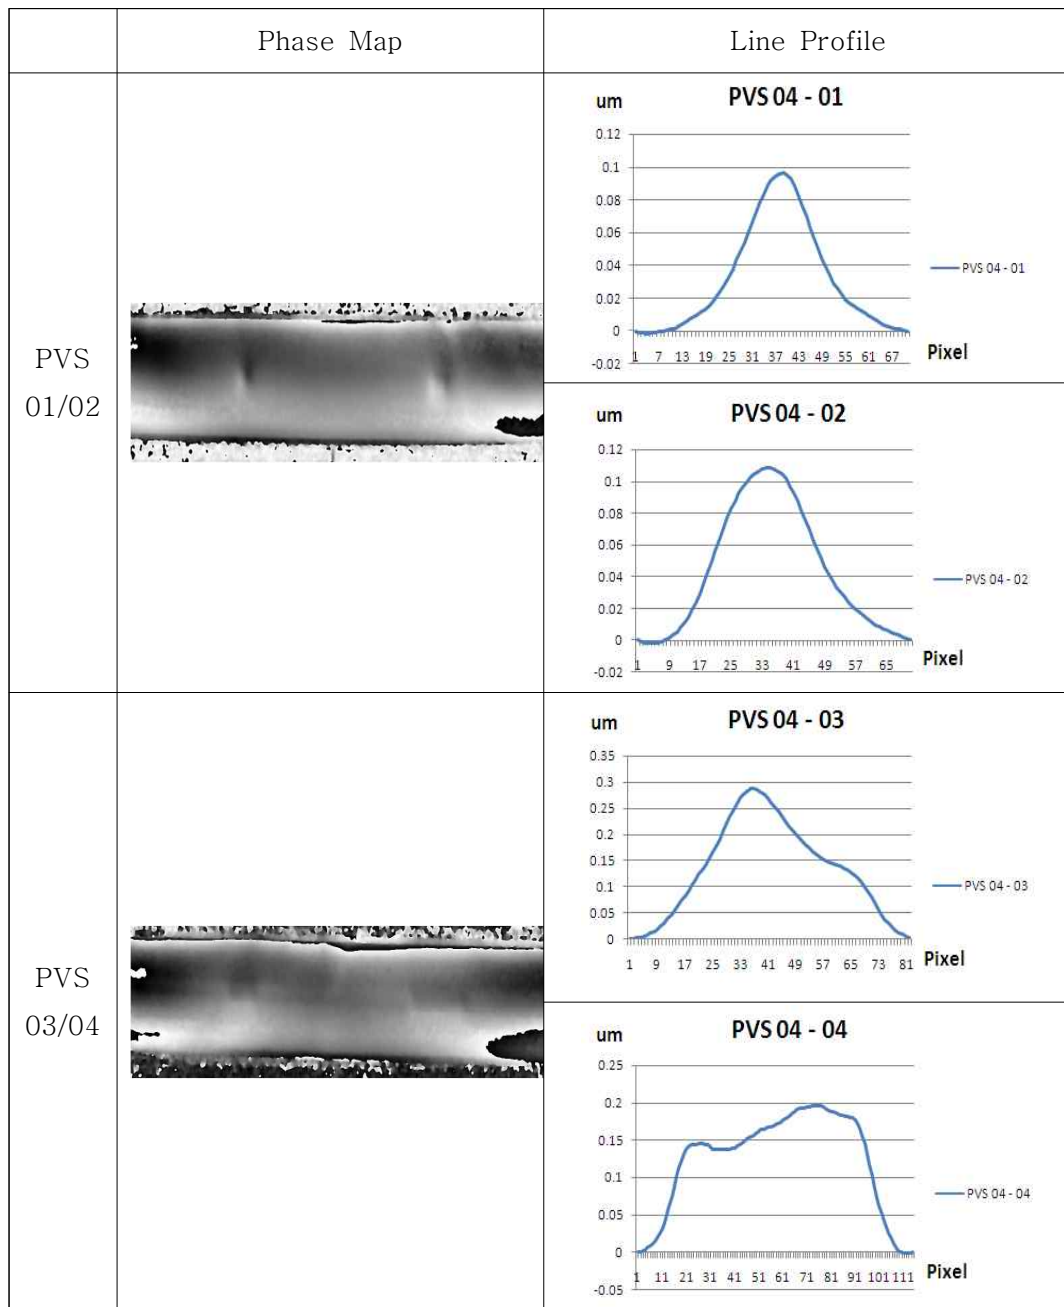 Phase Map
Line Profile
PVS
01/02
um
PVS 04 - 01
0.12
0.1
0.08
0.06
0.04
0.02
0
-0.02
1 7 13 19 25 31 37 43 49 55 61 67
Pixel
PVS 04 - 01
um
PVS 04 - 02
0.12
0.1
0.08
0.06
0.04
0.02
0
-0.02
1 9 17 25 33 41 49 57 65
Pixel
PVS 04 - 02
PVS
03/04
um
PVS 04 - 03
0.35
0.3
0.25
0.2
0.15
0.1
0.05
0
1 9 17 25 33 41 49 57 65 73 81
Pixel
PVS 04 - 03
um
PVS 04 - 04
0.25
0.2
0.15
0.1
0.05
0
-0.05
1 11 21 31 41 51 61 71 81 91 101 111
Pixel
PVS 04 - 04